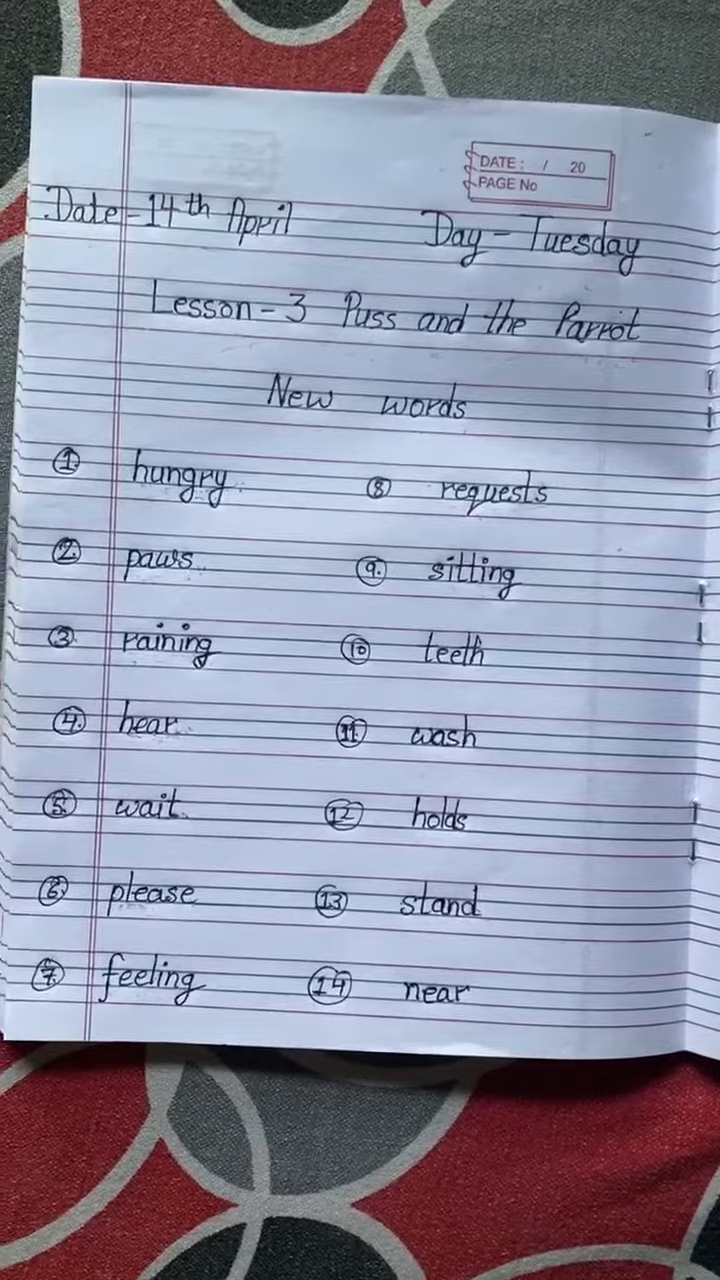 DATE: / 20
PAGE No
Date-14th April Day-Tuesday
Lesson-3 Puss and the Parrot
New words
1. hungry
2. paws
3. raining
4. hear
5. wait
6. please
7. feeling
8 requests
9. sitting
10 teeth
11. wash
12 holds
13 stand
14 near